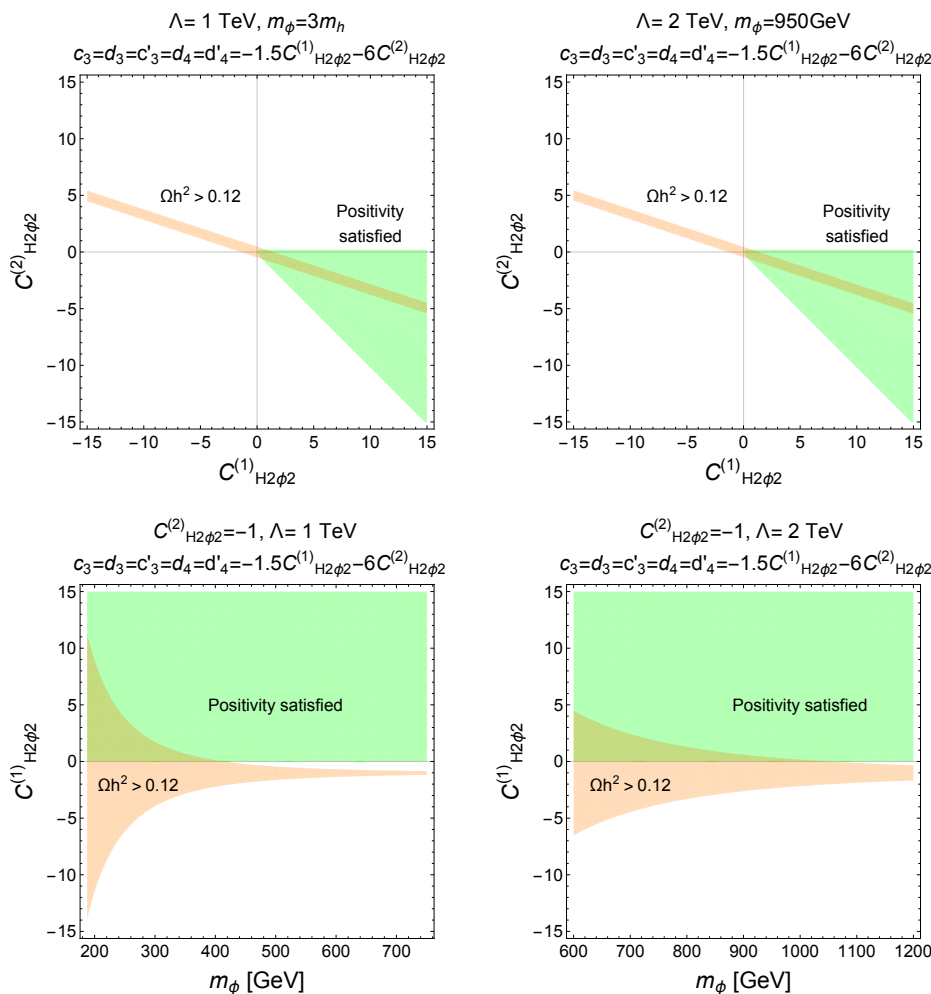 Λ= 1 TeV, mϕ=3mh
c3=d3=c'3=d4=d'4=−1.5C(1)H2ϕ2−6C(2)H2ϕ2
15
10
5
0
−5
−10
−15
C(2)H2ϕ2
Ωh2 > 0.12
Positivity
satisfied
−15 −10 −5 0 5 10 15
C(1)H2ϕ2
Λ= 2 TeV, mϕ=950GeV
c3=d3=c'3=d4=d'4=−1.5C(1)H2ϕ2−6C(2)H2ϕ2
15
10
5
0
−5
−10
−15
C(2)H2ϕ2
Ωh2 > 0.12
Positivity
satisfied
−15 −10 −5 0 5 10 15
C(1)H2ϕ2
C(2)H2ϕ2=−1, Λ= 1 TeV
c3=d3=c'3=d4=d'4=−1.5C(1)H2ϕ2−6C(2)H2ϕ2
15
10
5
0
−5
−10
−15
C(1)H2ϕ2
Positivity satisfied
Ωh2 > 0.12
200 300 400 500 600 700
mϕ [GeV]
C(2)H2ϕ2=−1, Λ= 2 TeV
c3=d3=c'3=d4=d'4=−1.5C(1)H2ϕ2−6C(2)H2ϕ2
15
10
5
0
−5
−10
−15
C(1)H2ϕ2
Positivity satisfied
Ωh2 > 0.12
600 700 800 900 1000 1100 1200
mϕ [GeV]